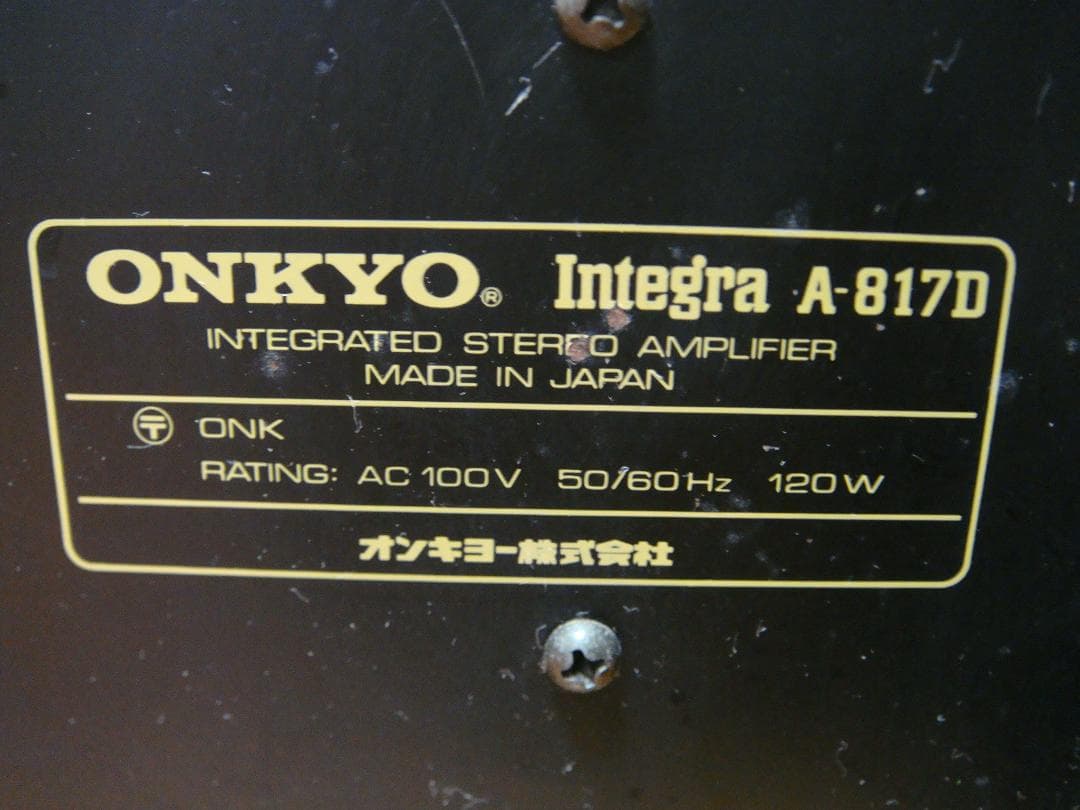 ONKYO® Integra A-817D
INTEGRATED STEREO AMPLIFIER
MADE IN JAPAN
〒 ONK
RATING: AC 100V 50/60Hz 120W
オンキヨー株式会社